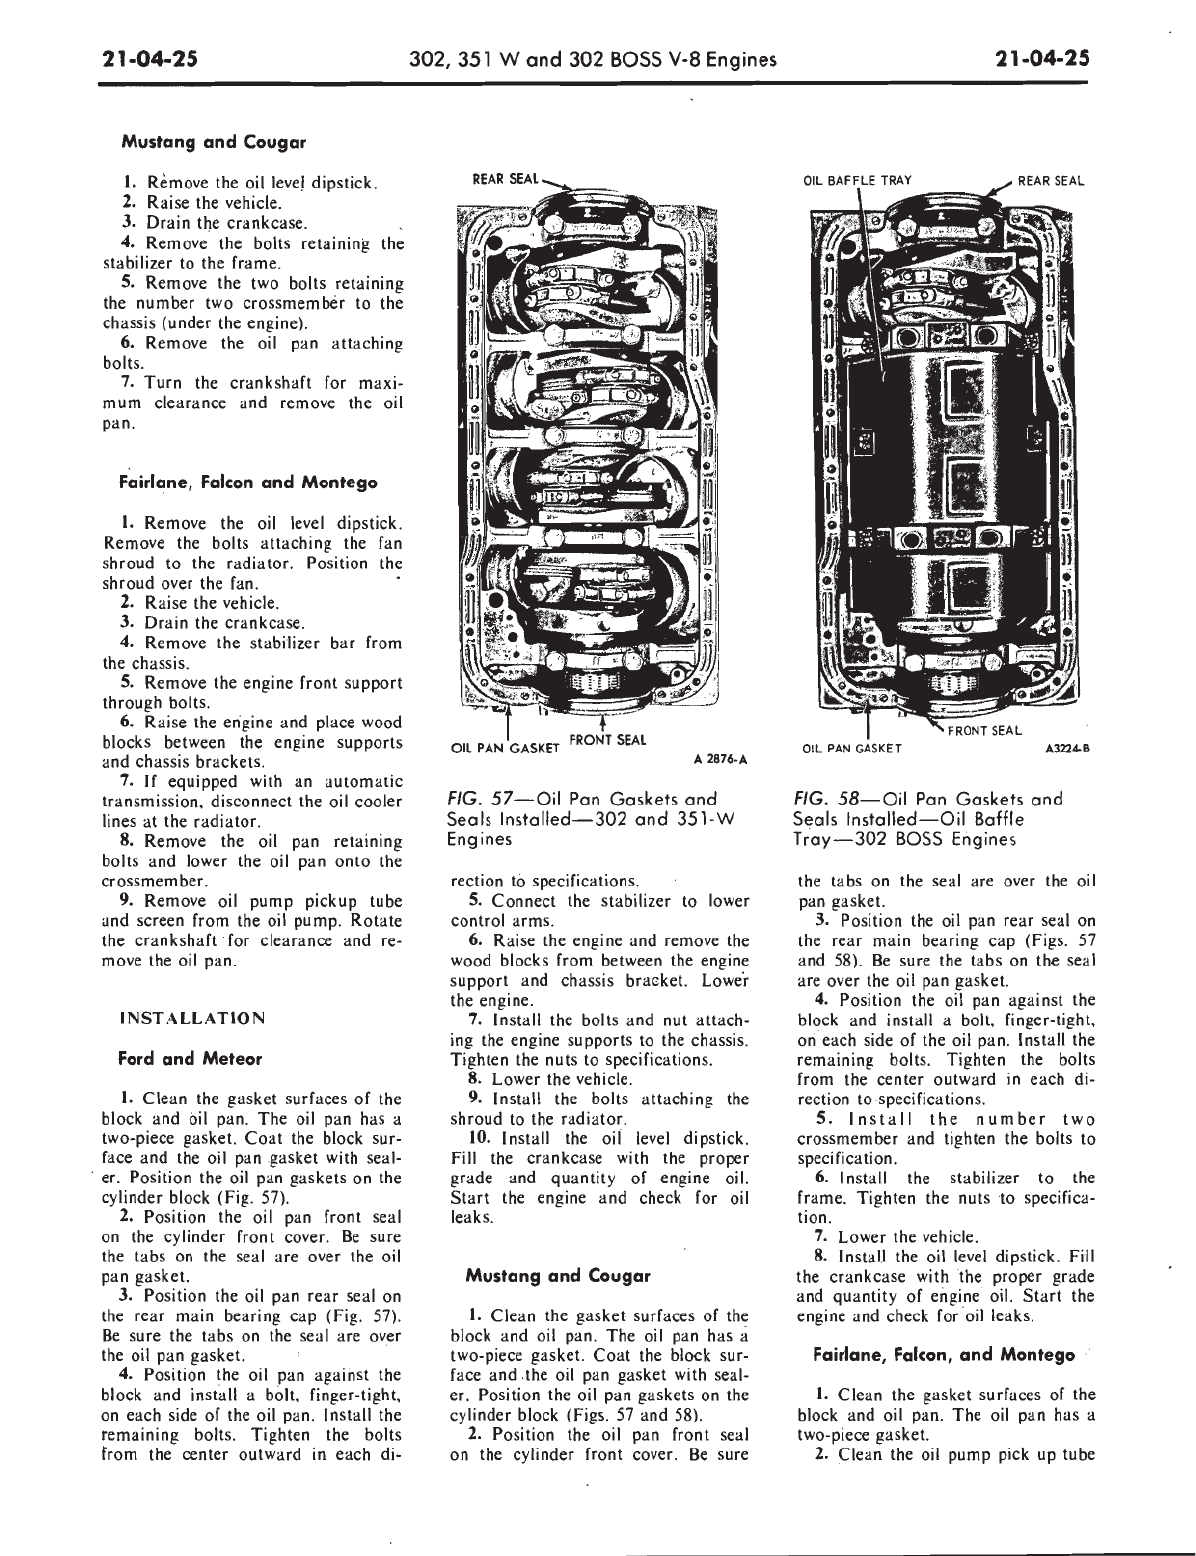 21-04-25
302, 351 W and 302 BOSS V-8 Engines
21-04-25
Mustang and Cougar
1. Remove the oil level dipstick.
2. Raise the vehicle.
3. Drain the crankcase.
4. Remove the bolts retaining the
stabilizer to the frame.
5. Remove the two bolts retaining
the number two crossmember to the
chassis (under the engine).
6. Remove the oil pan attaching
bolts.
7. Turn the crankshaft for maxi-
mum clearance and remove the oil
pan.
Fairlane, Falcon and Montego
1. Remove the oil level dipstick.
Remove the bolts attaching the fan
shroud to the radiator. Position the
shroud over the fan.
2. Raise the vehicle.
3. Drain the crankcase.
4. Remove the stabilizer bar from
the chassis.
5. Remove the engine front support
through bolts.
6. Raise the engine and place wood
blocks between the engine supports
and chassis brackets.
7. If equipped with an automatic
transmission, disconnect the oil cooler
lines at the radiator.
8. Remove the oil pan retaining
bolts and lower the oil pan onto the
crossmember.
9. Remove oil pump pickup tube
and screen from the oil pump. Rotate
the crankshaft for clearance and re-
move the oil pan.
INSTALLATION
Ford and Meteor
1. Clean the gasket surfaces of the
block and oil pan. The oil pan has a
two-piece gasket. Coat the block sur-
face and the oil pan gasket with seal-
er. Position the oil pan gaskets on the
cylinder block (Fig. 57).
2. Position the oil pan front seal
on the cylinder front cover. Be sure
the tabs on the seal are over the oil
pan gasket.
3. Position the oil pan rear seal on
the rear main bearing cap (Fig. 57).
Be sure the tabs on the seal are over
the oil pan gasket.
4. Position the oil pan against the
block and install a bolt, finger-tight,
on each side of the oil pan. Install the
remaining bolts. Tighten the bolts
from the center outward in each di-
REAR SEAL
OIL PAN GASKET
FRONT SEAL
A 2876-A
FIG. 57—Oil Pan Gaskets and
Seals Installed—302 and 351-W
Engines
rection to specifications.
5. Connect the stabilizer to lower
control arms.
6. Raise the engine and remove the
wood blocks from between the engine
support and chassis bracket. Lower
the engine.
7. Install the bolts and nut attach-
ing the engine supports to the chassis.
Tighten the nuts to specifications.
8. Lower the vehicle.
9. Install the bolts attaching the
shroud to the radiator.
10. Install the oil level dipstick.
Fill the crankcase with the proper
grade and quantity of engine oil.
Start the engine and check for oil
leaks.
Mustang and Cougar
1. Clean the gasket surfaces of the
block and oil pan. The oil pan has a
two-piece gasket. Coat the block sur-
face and the oil pan gasket with seal-
er. Position the oil pan gaskets on the
cylinder block (Figs. 57 and 58).
2. Position the oil pan front seal
on the cylinder front cover. Be sure
OIL BAFFLE TRAY
REAR SEAL
OIL PAN GASKET
FRONT SEAL
A3224-B
FIG. 58—Oil Pan Gaskets and
Seals Installed—Oil Baffle
Tray—302 BOSS Engines
the tabs on the seal are over the oil
pan gasket.
3. Position the oil pan rear seal on
the rear main bearing cap (Figs. 57
and 58). Be sure the tabs on the seal
are over the oil pan gasket.
4. Position the oil pan against the
block and install a bolt, finger-tight,
on each side of the oil pan. Install the
remaining bolts. Tighten the bolts
from the center outward in each di-
rection to specifications.
5. Install the number two
crossmember and tighten the bolts to
specification.
6. Install the stabilizer to the
frame. Tighten the nuts to specifica-
tion.
7. Lower the vehicle.
8. Install the oil level dipstick. Fill
the crankcase with the proper grade
and quantity of engine oil. Start the
engine and check for oil leaks.
Fairlane, Falcon, and Montego
1. Clean the gasket surfaces of the
block and oil pan. The oil pan has a
two-piece gasket.
2. Clean the oil pump pick up tube